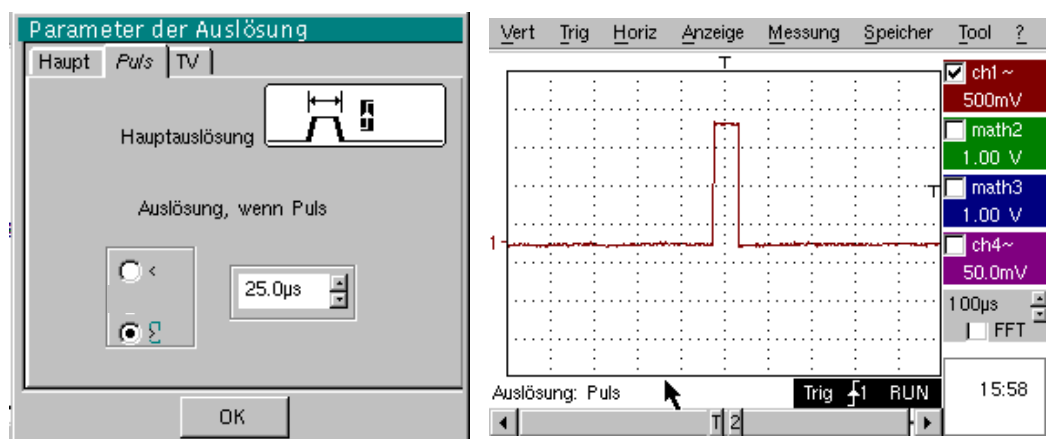 Parameter der Auslösung
Haupt Puls TV
Hauptauslösung
Auslösung, wenn Puls
<
25.0µs
OK
Vert Trig Horiz Anzeige Messung Speicher Tool ?
T
ch1 ~
500mV
math2
1.00 V
math3
1.00 V
T
1
ch4~
50.0mV
100µs
FFT
Auslösung: Puls
Trig 1 RUN
15:58
T 2